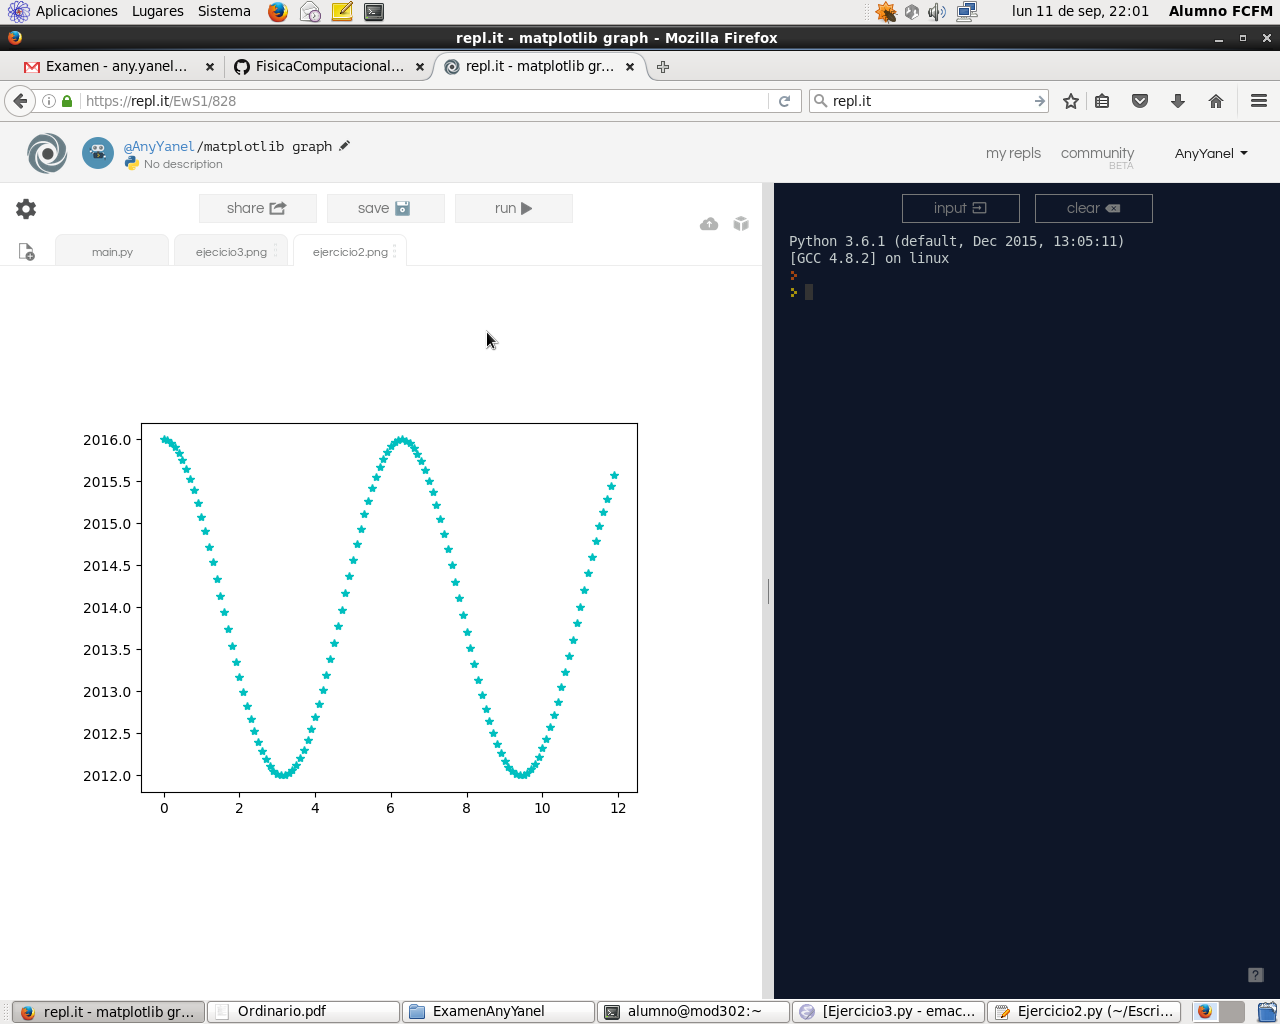 Aplicaciones Lugares Sistema lun 11 de sep, 22:01 Alumno FCFM
repl.it - matplotlib graph - Mozilla Firefox
Examen - any.yanel... FisicaComputacional... repl.it - matplotlib gr...
https://repl.it/EwS1/828 repl.it
@AnyYanel/matplotlib graph
No description
my repls community AnyYanel
BETA
share save run input clear
main.py ejecicio3.png ejercicio2.png
Python 3.6.1 (default, Dec 2015, 13:05:11)
[GCC 4.8.2] on linux
2016.0
2015.5
2015.0
2014.5
2014.0
2013.5
2013.0
2012.5
2012.0
0 2 4 6 8 10 12
?
repl.it - matplotlib gr... Ordinario.pdf ExamenAnyYanel alumno@mod302:~ [Ejercicio3.py - emac... Ejercicio2.py (~/Escri...